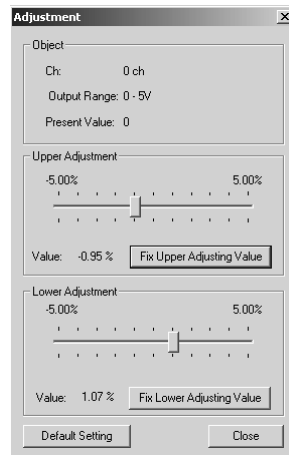 Adjustment
Object
Ch: 0 ch
Output Range: 0 - 5V
Present Value: 0
Upper Adjustment
-5.00% 5.00%
Value: -0.95 % Fix Upper Adjusting Value
Lower Adjustment
-5.00% 5.00%
Value: 1.07 % Fix Lower Adjusting Value
Default Setting Close